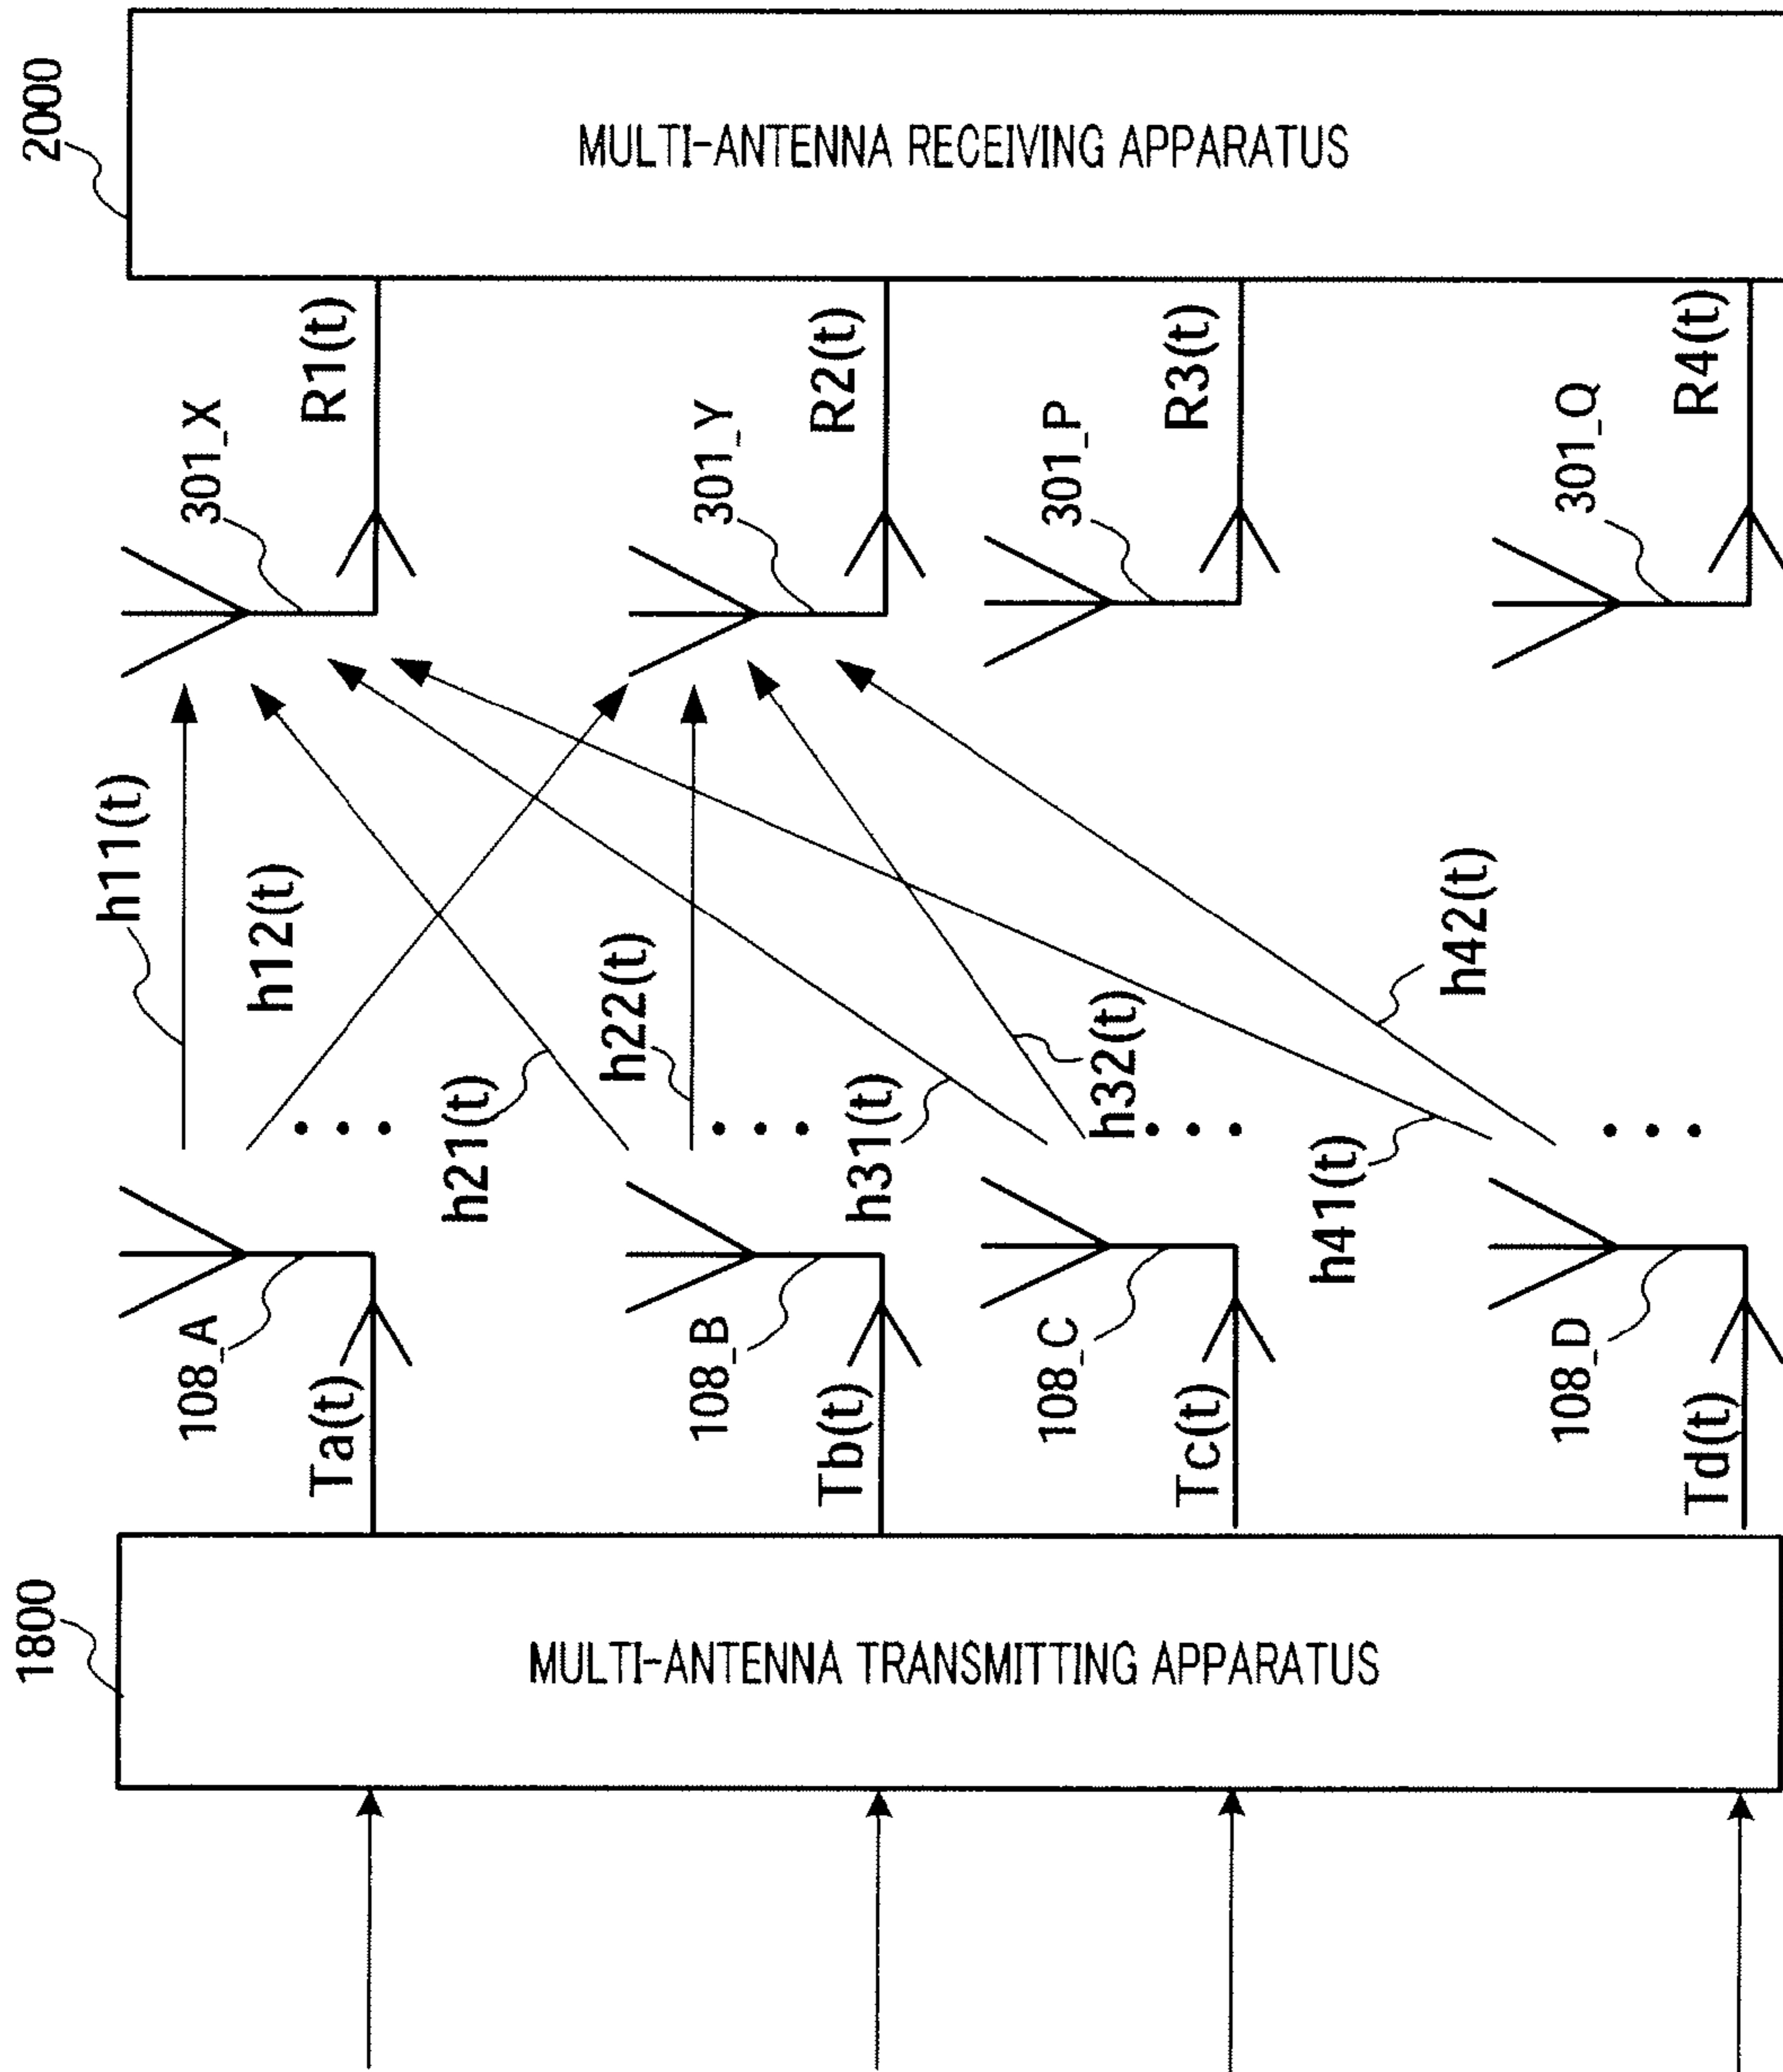 2000
MULTI-ANTENNA RECEIVING APPARATUS
R1(t)
R2(t)
R3(t)
R4(t)
301_X
301_Y
301_P
301_Q
h11(t)
h12(t)
h21(t)
h22(t)
h31(t)
h32(t)
h41(t)
h42(t)
108_A
108_B
108_C
108_D
Ta(t)
Tb(t)
Tc(t)
Td(t)
1800
MULTI-ANTENNA TRANSMITTING APPARATUS